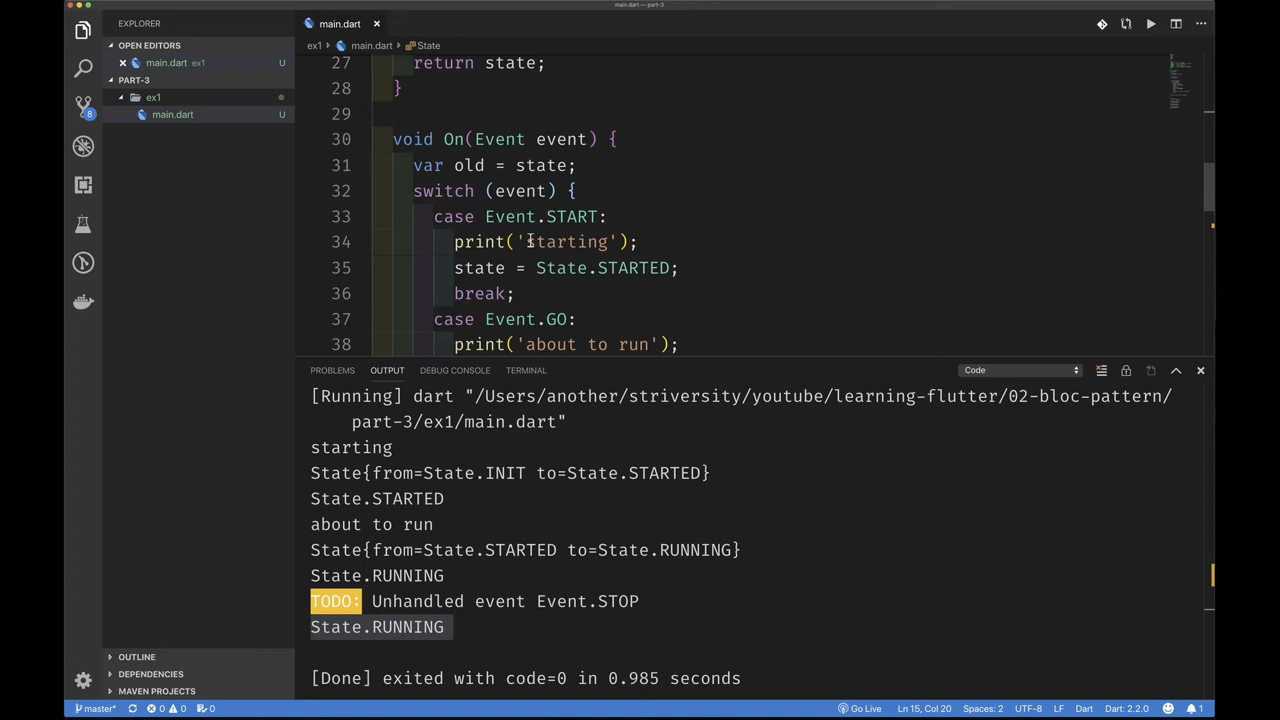 main.dart — part-3
EXPLORER
OPEN EDITORS
main.dart ex1 U
PART-3
ex1
main.dart U
8
OUTLINE
DEPENDENCIES
MAVEN PROJECTS
main.dart
ex1 main.dart State
27 return state;
28 }
29
30 void On(Event event) {
31 var old = state;
32 switch (event) {
33 case Event.START:
34 print('starting');
35 state = State.STARTED;
36 break;
37 case Event.GO:
38 print('about to run');
PROBLEMS OUTPUT DEBUG CONSOLE TERMINAL Code
[Running] dart "/Users/another/striversity/youtube/learning-flutter/02-bloc-pattern/
part-3/ex1/main.dart"
starting
State{from=State.INIT to=State.STARTED}
State.STARTED
about to run
State{from=State.STARTED to=State.RUNNING}
State.RUNNING
TODO: Unhandled event Event.STOP
State.RUNNING
[Done] exited with code=0 in 0.985 seconds
master* 0 0 0 Go Live Ln 15, Col 20 Spaces: 2 UTF-8 LF Dart Dart: 2.2.0 1